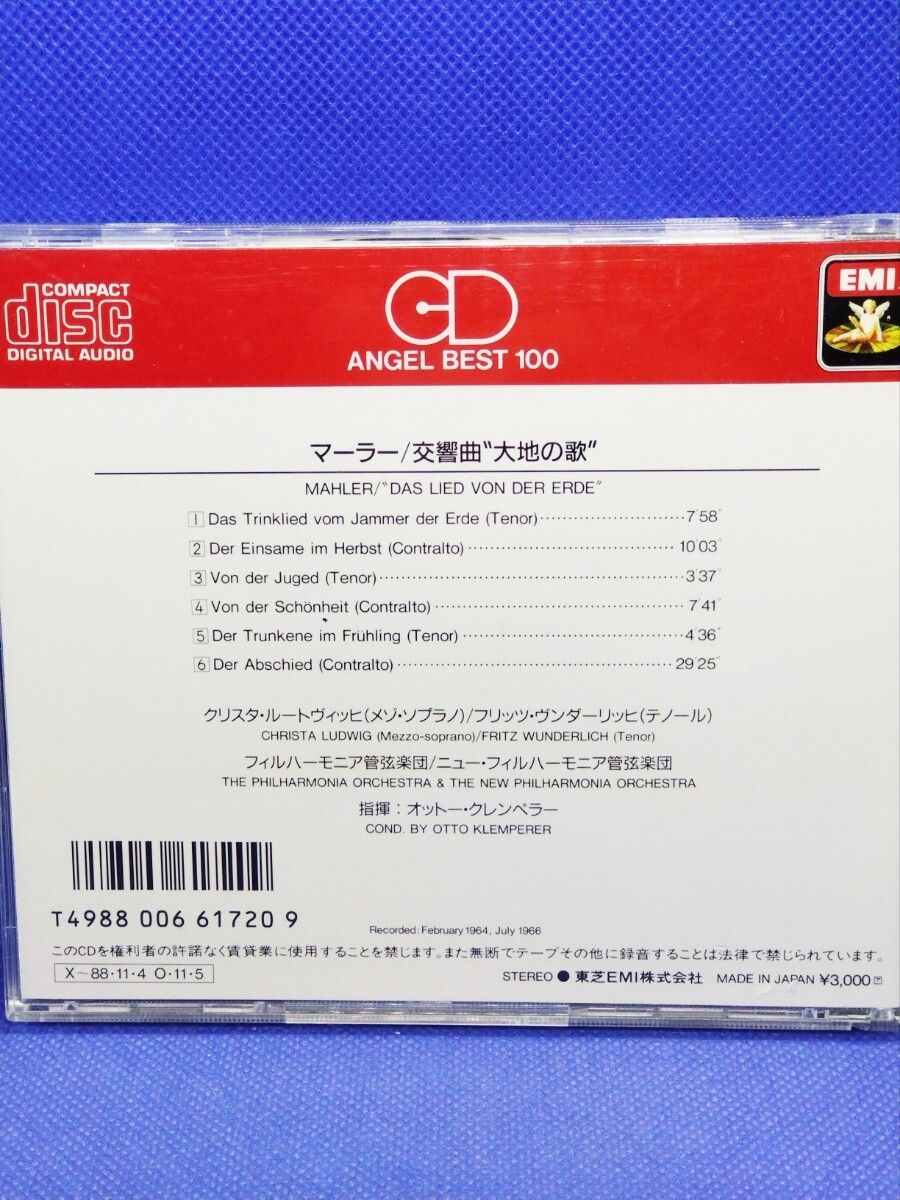 COMPACT
disc
DIGITAL AUDIO
CD
ANGEL BEST 100
EMI
マーラー/交響曲“大地の歌”
MAHLER/“DAS LIED VON DER ERDE”
1 Das Trinklied vom Jammer der Erde (Tenor)···7′58″
2 Der Einsame im Herbst (Contralto)···10′03″
3 Von der Juged (Tenor)···3′37″
4 Von der Schönheit (Contralto)···7′41″
5 Der Trunkene im Frühling (Tenor)···4′36″
6 Der Abschied (Contralto)···29′25″
クリスタ・ルートヴィッヒ(メゾ・ソプラノ)/フリッツ・ヴンダーリッヒ(テノール)
CHRISTA LUDWIG (Mezzo-soprano)/FRITZ WUNDERLICH (Tenor)
フィルハーモニア管弦楽団/ニュー・フィルハーモニア管弦楽団
THE PHILHARMONIA ORCHESTRA & THE NEW PHILHARMONIA ORCHESTRA
指揮:オットー・クレンペラー
COND. BY OTTO KLEMPERER
T4988 006 61720 9
Recorded: February 1964, July 1966
このCDを権利者の許諾なく賃貸業に使用することを禁じます。また無断でテープその他に録音することは法律で禁じられています。
X~88·11·4 O·11·5
STEREO ● 東芝EMI株式会社 MADE IN JAPAN ¥3,000